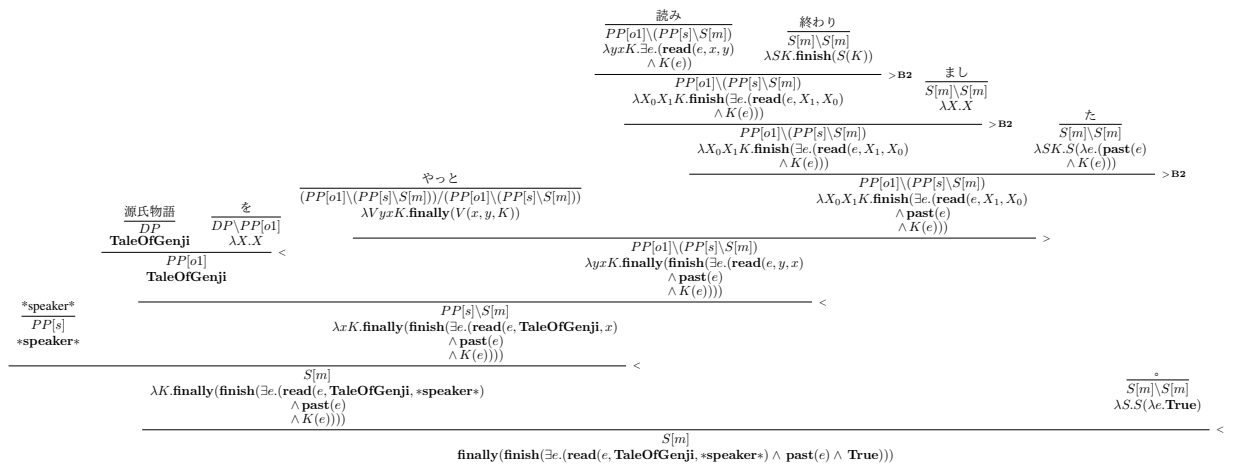 読み
終わり
PP[o1]\(PP[s]\S[m])
S[m]\S[m]
λyxK.∃e.(read(e, x, y)
λSK.finish(S(K))
∧ K(e))
>B2
PP[o1]\(PP[s]\S[m])
まし
λX₀X₁K.finish(∃e.(read(e, X₁, X₀)
S[m]\S[m]
∧ K(e)))
λX.X
>B2
PP[o1]\(PP[s]\S[m])
た
λX₀X₁K.finish(∃e.(read(e, X₁, X₀)
S[m]\S[m]
∧ K(e)))
λSK.S(λe.(past(e)
∧ K(e)))
>B2
やっと
PP[o1]\(PP[s]\S[m])
(PP[o1]\(PP[s]\S[m]))/(PP[o1]\(PP[s]\S[m]))
λX₀X₁K.finish(∃e.(read(e, X₁, X₀)
λVyxK.finally(V(x, y, K))
∧ past(e)
∧ K(e)))
>
源氏物語
を
DP
DP\PP[o1]
TaleOfGenji
λX.X
<
PP[o1]
TaleOfGenji
PP[o1]\(PP[s]\S[m])
λyxK.finally(finish(∃e.(read(e, y, x)
∧ past(e)
∧ K(e))))
<
*speaker*
PP[s]
*speaker*
PP[s]\S[m]
λxK.finally(finish(∃e.(read(e, TaleOfGenji, x)
∧ past(e)
∧ K(e))))
<
S[m]
λK.finally(finish(∃e.(read(e, TaleOfGenji, *speaker*)
∧ past(e)
∧ K(e))))
。
S[m]\S[m]
λS.S(λe.True)
<
S[m]
finally(finish(∃e.(read(e, TaleOfGenji, *speaker*) ∧ past(e) ∧ True)))